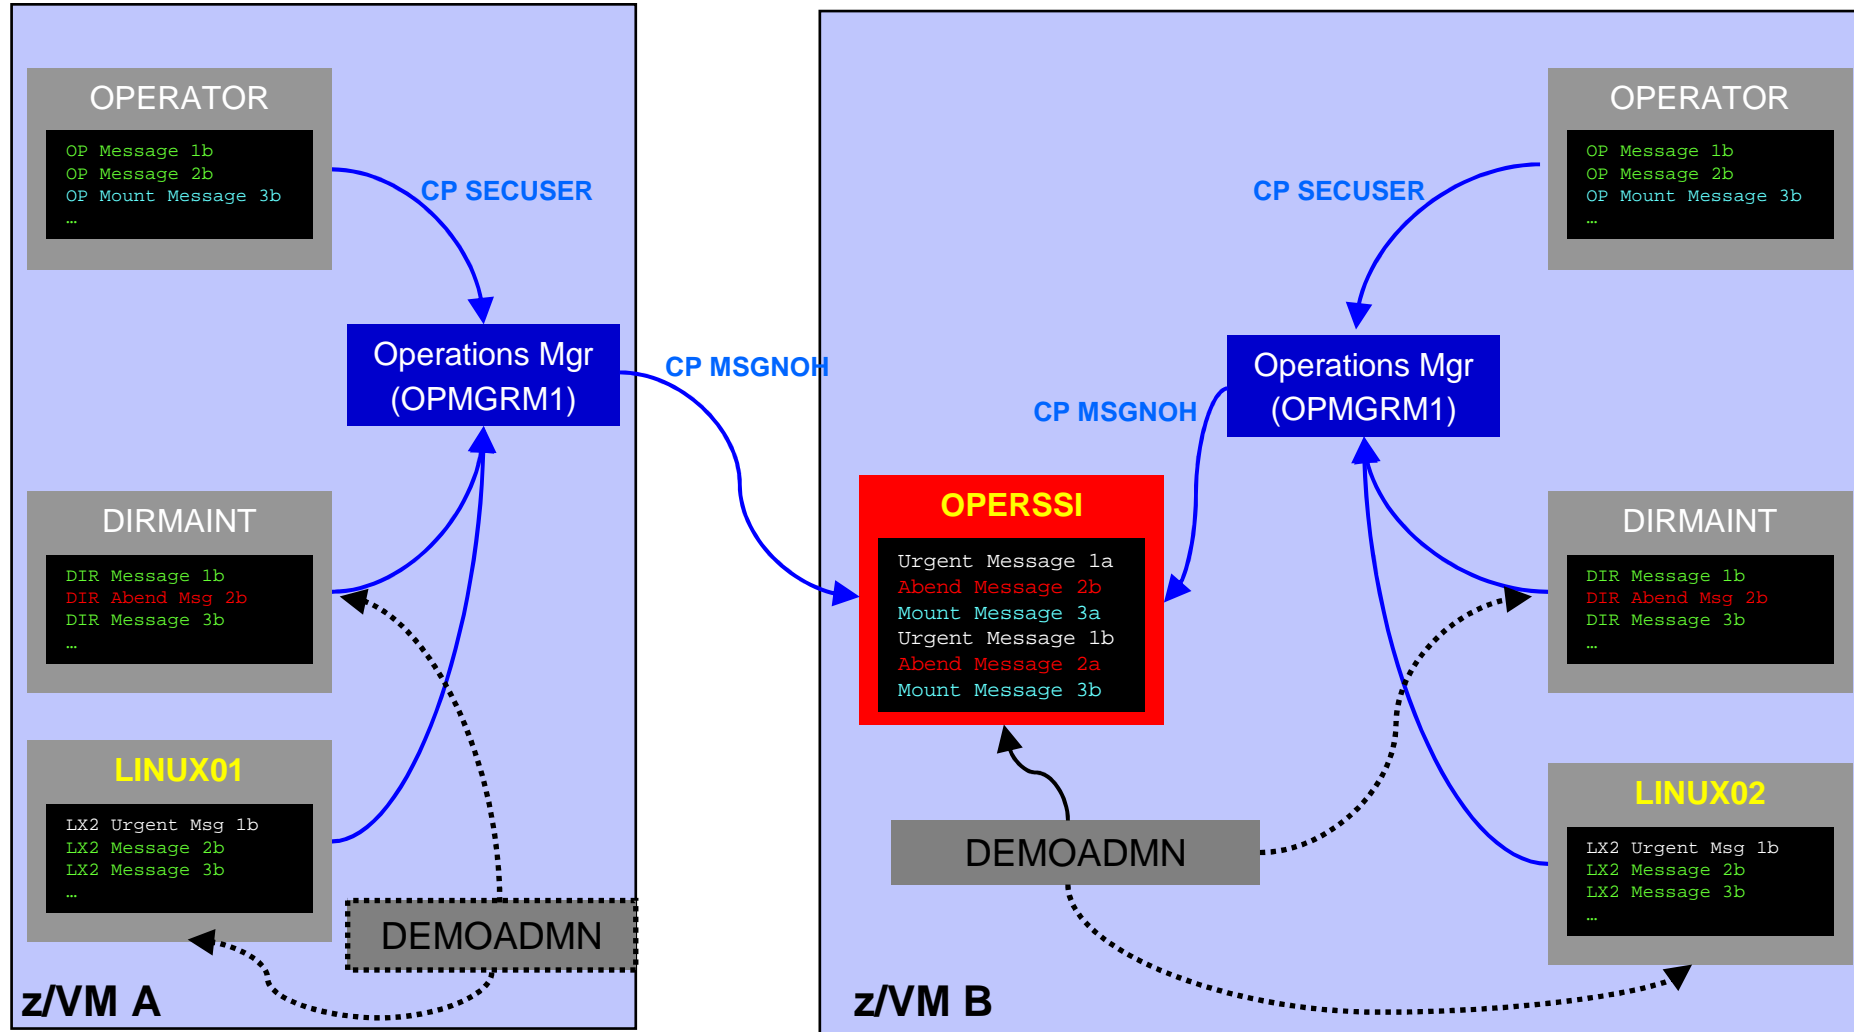 OPERATOR
OP Message 1b
OP Message 2b
OP Mount Message 3b
…
CP SECUSER
Operations Mgr
(OPMGRM1)
CP MSGNOH
DIRMAINT
DIR Message 1b
DIR Abend Msg 2b
DIR Message 3b
…
LINUX01
LX2 Urgent Msg 1b
LX2 Message 2b
LX2 Message 3b
…
DEMOADMN
z/VM A
OPERATOR
OP Message 1b
OP Message 2b
OP Mount Message 3b
…
CP SECUSER
Operations Mgr
(OPMGRM1)
CP MSGNOH
OPERSSI
Urgent Message 1a
Abend Message 2b
Mount Message 3a
Urgent Message 1b
Abend Message 2a
Mount Message 3b
DIRMAINT
DIR Message 1b
DIR Abend Msg 2b
DIR Message 3b
…
DEMOADMN
LINUX02
LX2 Urgent Msg 1b
LX2 Message 2b
LX2 Message 3b
…
z/VM B